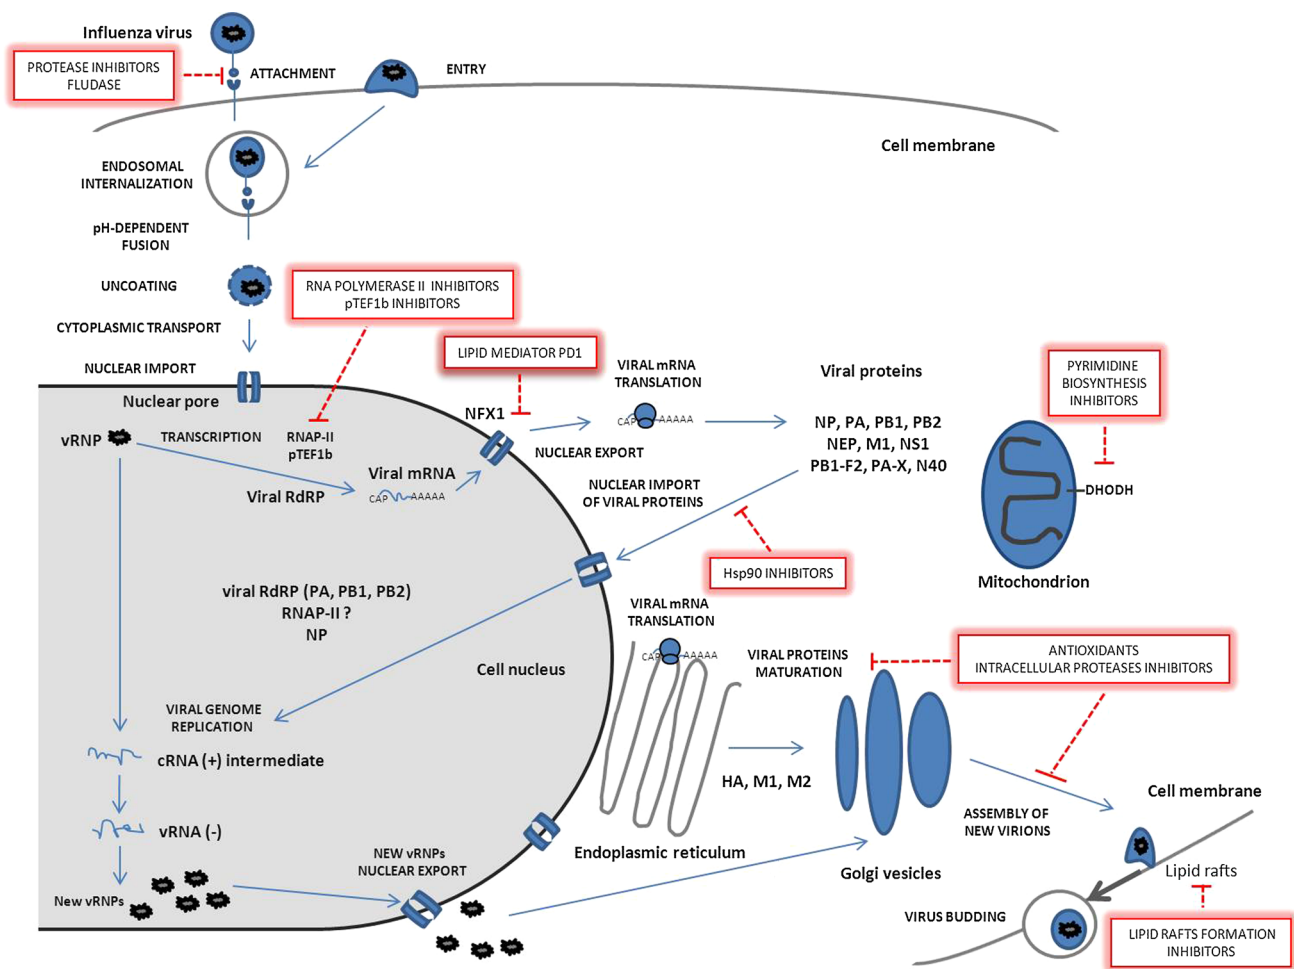 Influenza virus
PROTEASE INHIBITORS
FLUDASE
ATTACHMENT
ENTRY
Cell membrane
ENDOSOMAL
INTERNALIZATION
pH-DEPENDENT
FUSION
UNCOATING
RNA POLYMERASE II INHIBITORS
pTEF1b INHIBITORS
CYTOPLASMIC TRANSPORT
NUCLEAR IMPORT
LIPID MEDIATOR PD1
VIRAL mRNA
TRANSLATION
Viral proteins
PYRIMIDINE
BIOSYNTHESIS
INHIBITORS
Nuclear pore
NFX1
CAP
AAAAA
NP, PA, PB1, PB2
NEP, M1, NS1
PB1-F2, PA-X, N40
vRNP
TRANSCRIPTION
RNAP-II
pTEF1b
NUCLEAR EXPORT
Viral mRNA
CAP
AAAAA
Viral RdRP
NUCLEAR IMPORT
OF VIRAL PROTEINS
DHODH
Hsp90 INHIBITORS
Mitochondrion
viral RdRP (PA, PB1, PB2)
RNAP-II ?
NP
VIRAL mRNA
TRANSLATION
CAP
AAAAA
Cell nucleus
VIRAL PROTEINS
MATURATION
ANTIOXIDANTS
INTRACELLULAR PROTEASES INHIBITORS
VIRAL GENOME
REPLICATION
cRNA (+) intermediate
HA, M1, M2
Cell membrane
ASSEMBLY OF
NEW VIRIONS
vRNA (-)
Endoplasmic reticulum
NEW vRNPs
NUCLEAR EXPORT
Golgi vesicles
Lipid rafts
New vRNPs
VIRUS BUDDING
LIPID RAFTS FORMATION
INHIBITORS